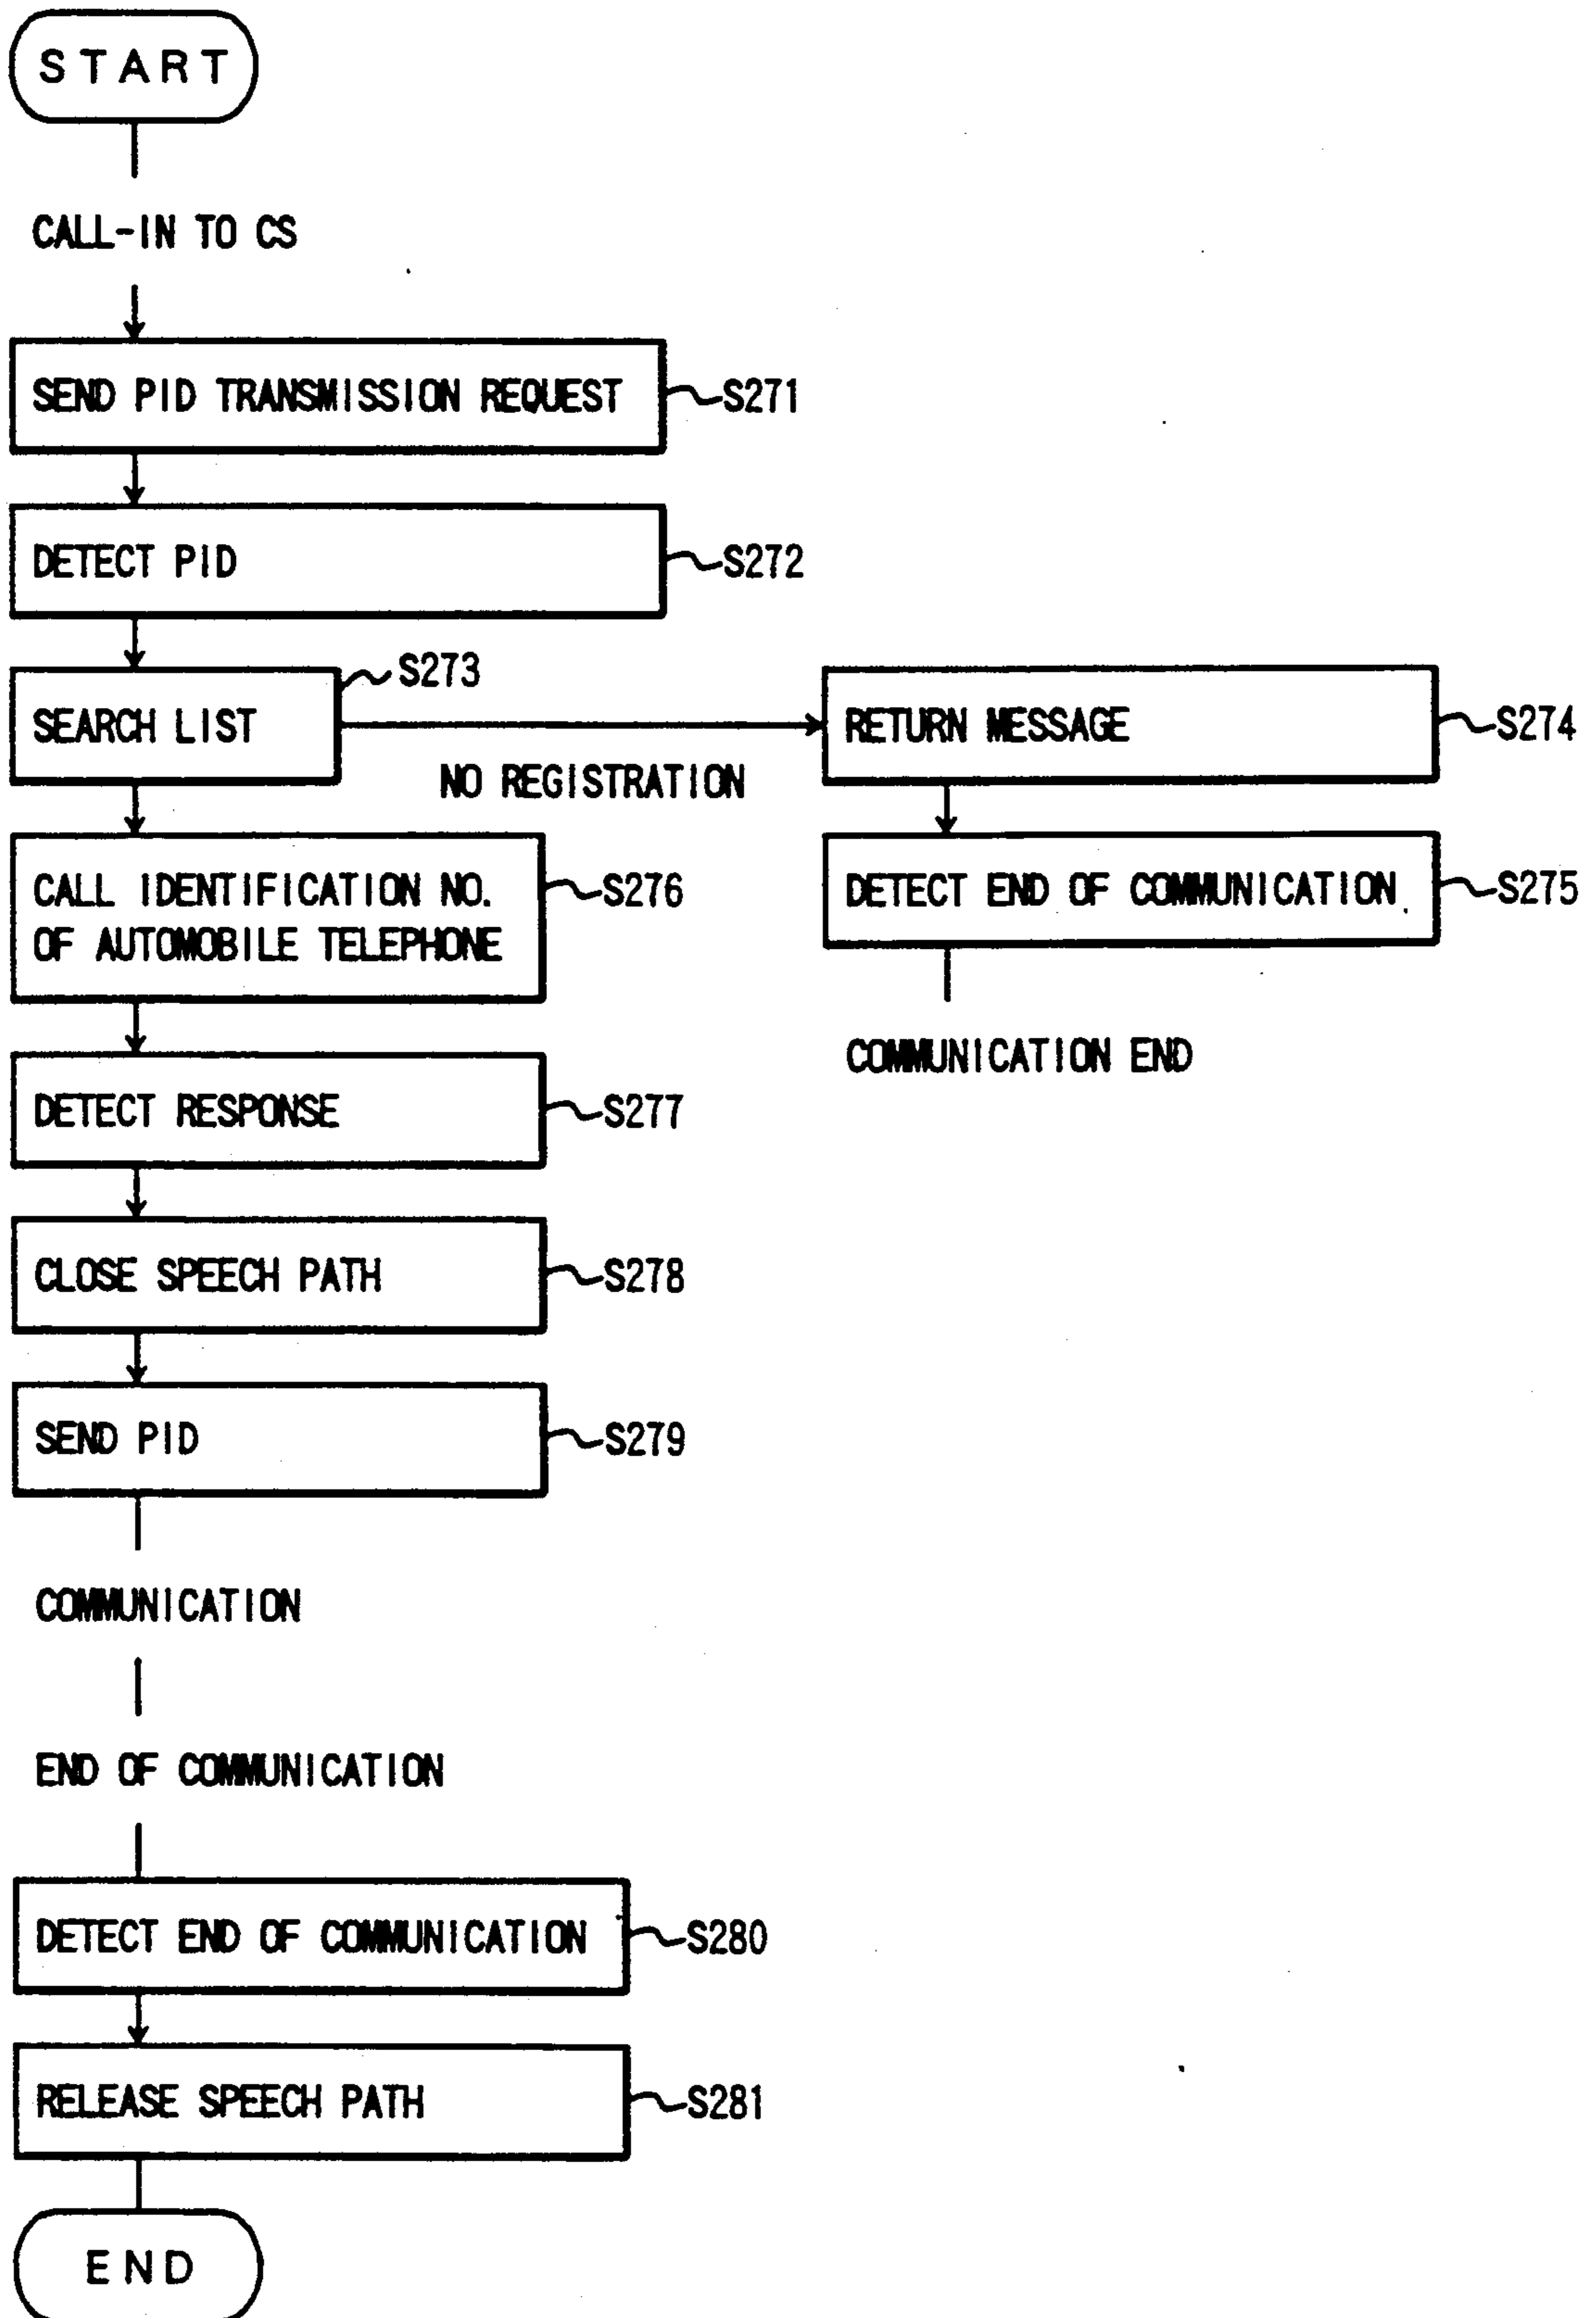 START
CALL-IN TO CS
SEND PID TRANSMISSION REQUEST
S271
DETECT PID
S272
SEARCH LIST
S273
NO REGISTRATION
RETURN MESSAGE
S274
DETECT END OF COMMUNICATION
S275
COMMUNICATION END
CALL IDENTIFICATION NO.
OF AUTOMOBILE TELEPHONE
S276
DETECT RESPONSE
S277
CLOSE SPEECH PATH
S278
SEND PID
S279
COMMUNICATION
END OF COMMUNICATION
DETECT END OF COMMUNICATION
S280
RELEASE SPEECH PATH
S281
END